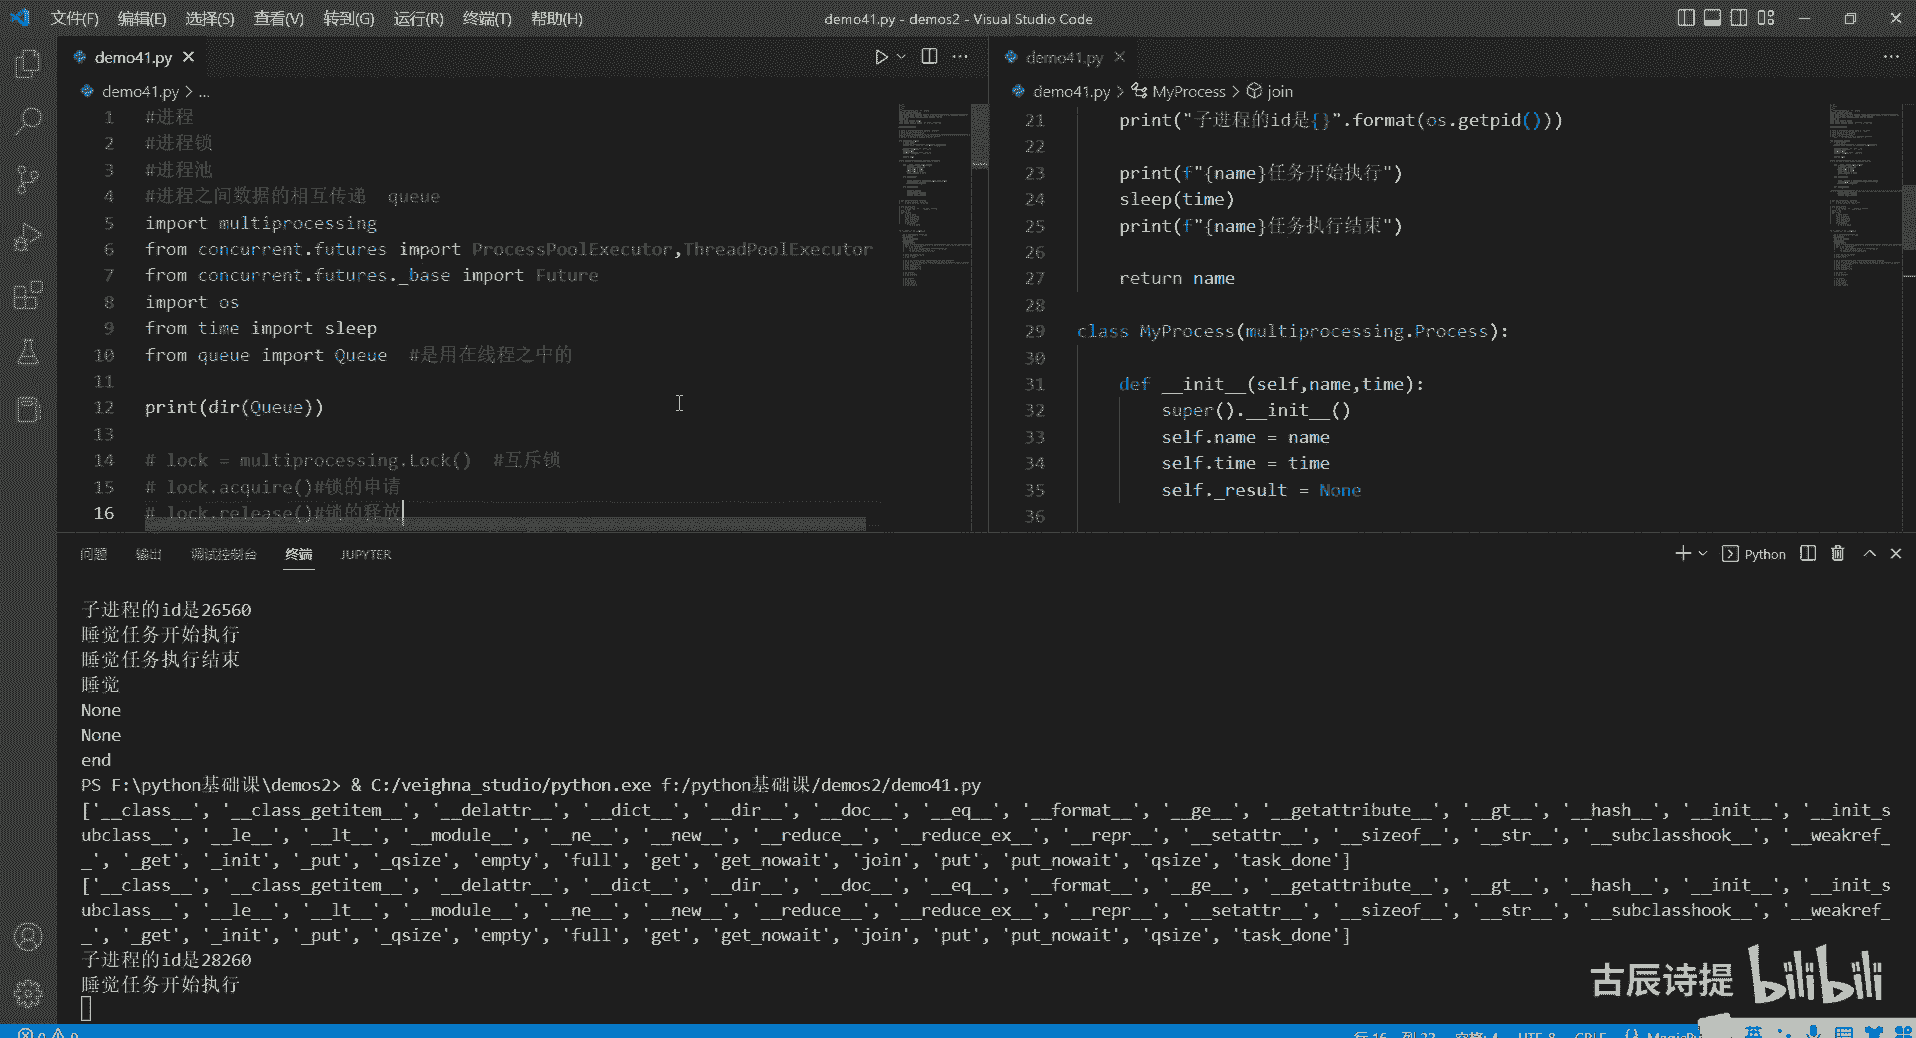 文件(F) 编辑(E) 选择(S) 查看(V) 转到(G) 运行(R) 终端(T) 帮助(H) demo41.py - demos2 - Visual Studio Code
demo41.py
demo41.py > ...
1 #进程
2 #进程锁
3 #进程池
4 #进程之间数据的相互传递 queue
5 import multiprocessing
6 from concurrent.futures import ProcessPoolExecutor,ThreadPoolExecutor
7 from concurrent.futures._base import Future
8 import os
9 from time import sleep
10 from queue import Queue #是用在线程之中的
11
12 print(dir(Queue))
13
14 # lock = multiprocessing.Lock() #互斥锁
15 # lock.acquire()#锁的申请
16 # lock.release()#锁的释放
demo41.py
demo41.py > MyProcess > join
21 print("子进程的id是{}".format(os.getpid()))
22
23 print(f"{name}任务开始执行")
24 sleep(time)
25 print(f"{name}任务执行结束")
26
27 return name
28
29 class MyProcess(multiprocessing.Process):
30
31 def __init__(self,name,time):
32 super().__init__()
33 self.name = name
34 self.time = time
35 self._result = None
36
问题 输出 调试控制台 终端 JUPYTER
Python
子进程的id是26560
睡觉任务开始执行
睡觉任务执行结束
睡觉
None
None
end
PS F:\python基础课\demos2> & C:/veighna_studio/python.exe f:/python基础课/demos2/demo41.py
['__class__', '__class_getitem__', '__delattr__', '__dict__', '__dir__', '__doc__', '__eq__', '__format__', '__ge__', '__getattribute__', '__gt__', '__hash__', '__init__', '__init_s
ubclass__', '__le__', '__lt__', '__module__', '__ne__', '__new__', '__reduce__', '__reduce_ex__', '__repr__', '__setattr__', '__sizeof__', '__str__', '__subclasshook__', '__weakref_
_', '_get', '_init', '_put', '_qsize', 'empty', 'full', 'get', 'get_nowait', 'join', 'put', 'put_nowait', 'qsize', 'task_done']
['__class__', '__class_getitem__', '__delattr__', '__dict__', '__dir__', '__doc__', '__eq__', '__format__', '__ge__', '__getattribute__', '__gt__', '__hash__', '__init__', '__init_s
ubclass__', '__le__', '__lt__', '__module__', '__ne__', '__new__', '__reduce__', '__reduce_ex__', '__repr__', '__setattr__', '__sizeof__', '__str__', '__subclasshook__', '__weakref_
_', '_get', '_init', '_put', '_qsize', 'empty', 'full', 'get', 'get_nowait', 'join', 'put', 'put_nowait', 'qsize', 'task_done']
子进程的id是28260
睡觉任务开始执行
古辰诗提 bilibili
英